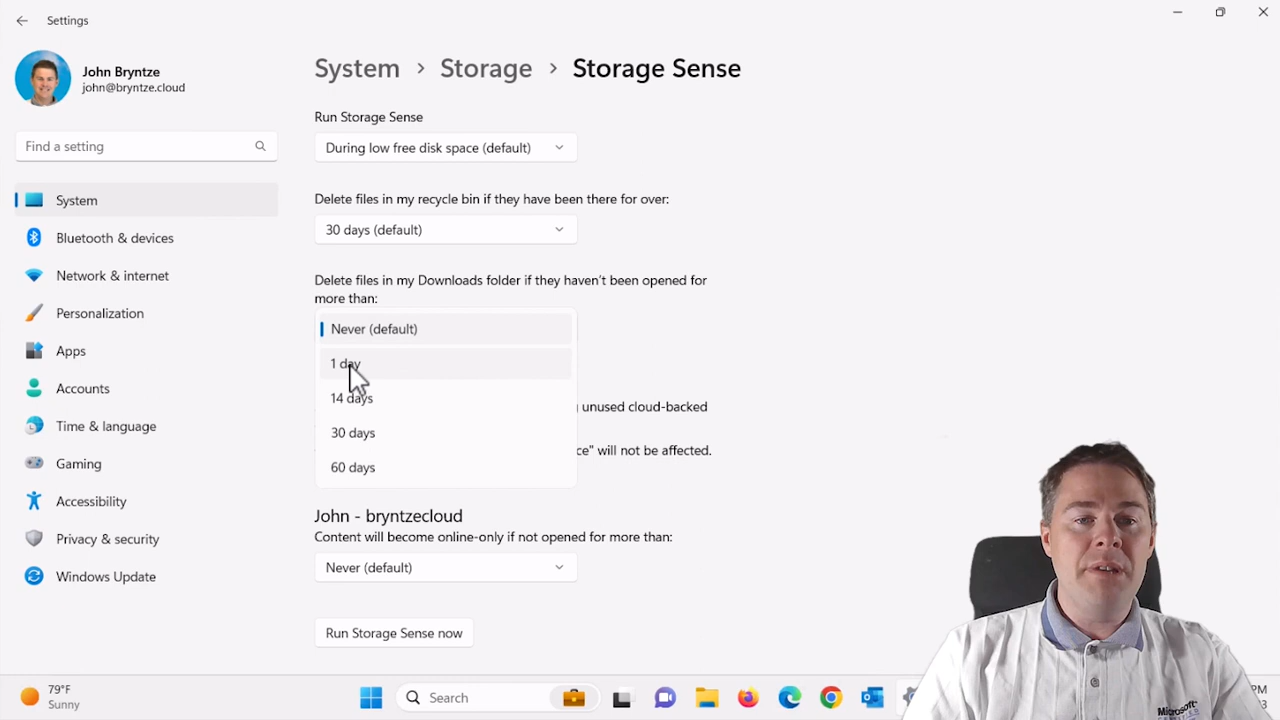 Settings
John Bryntze
john@bryntze.cloud
Find a setting
System
Bluetooth & devices
Network & internet
Personalization
Apps
Accounts
Time & language
Gaming
Accessibility
Privacy & security
Windows Update
System > Storage > Storage Sense
Run Storage Sense
During low free disk space (default)
Delete files in my recycle bin if they have been there for over:
30 days (default)
Delete files in my Downloads folder if they haven't been opened for
more than:
Never (default)
1 day
14 days
30 days
60 days
unused cloud-backed
ce" will not be affected.
John - bryntzecloud
Content will become online-only if not opened for more than:
Never (default)
Run Storage Sense now
79°F
Sunny
Search
PM
Microsoft